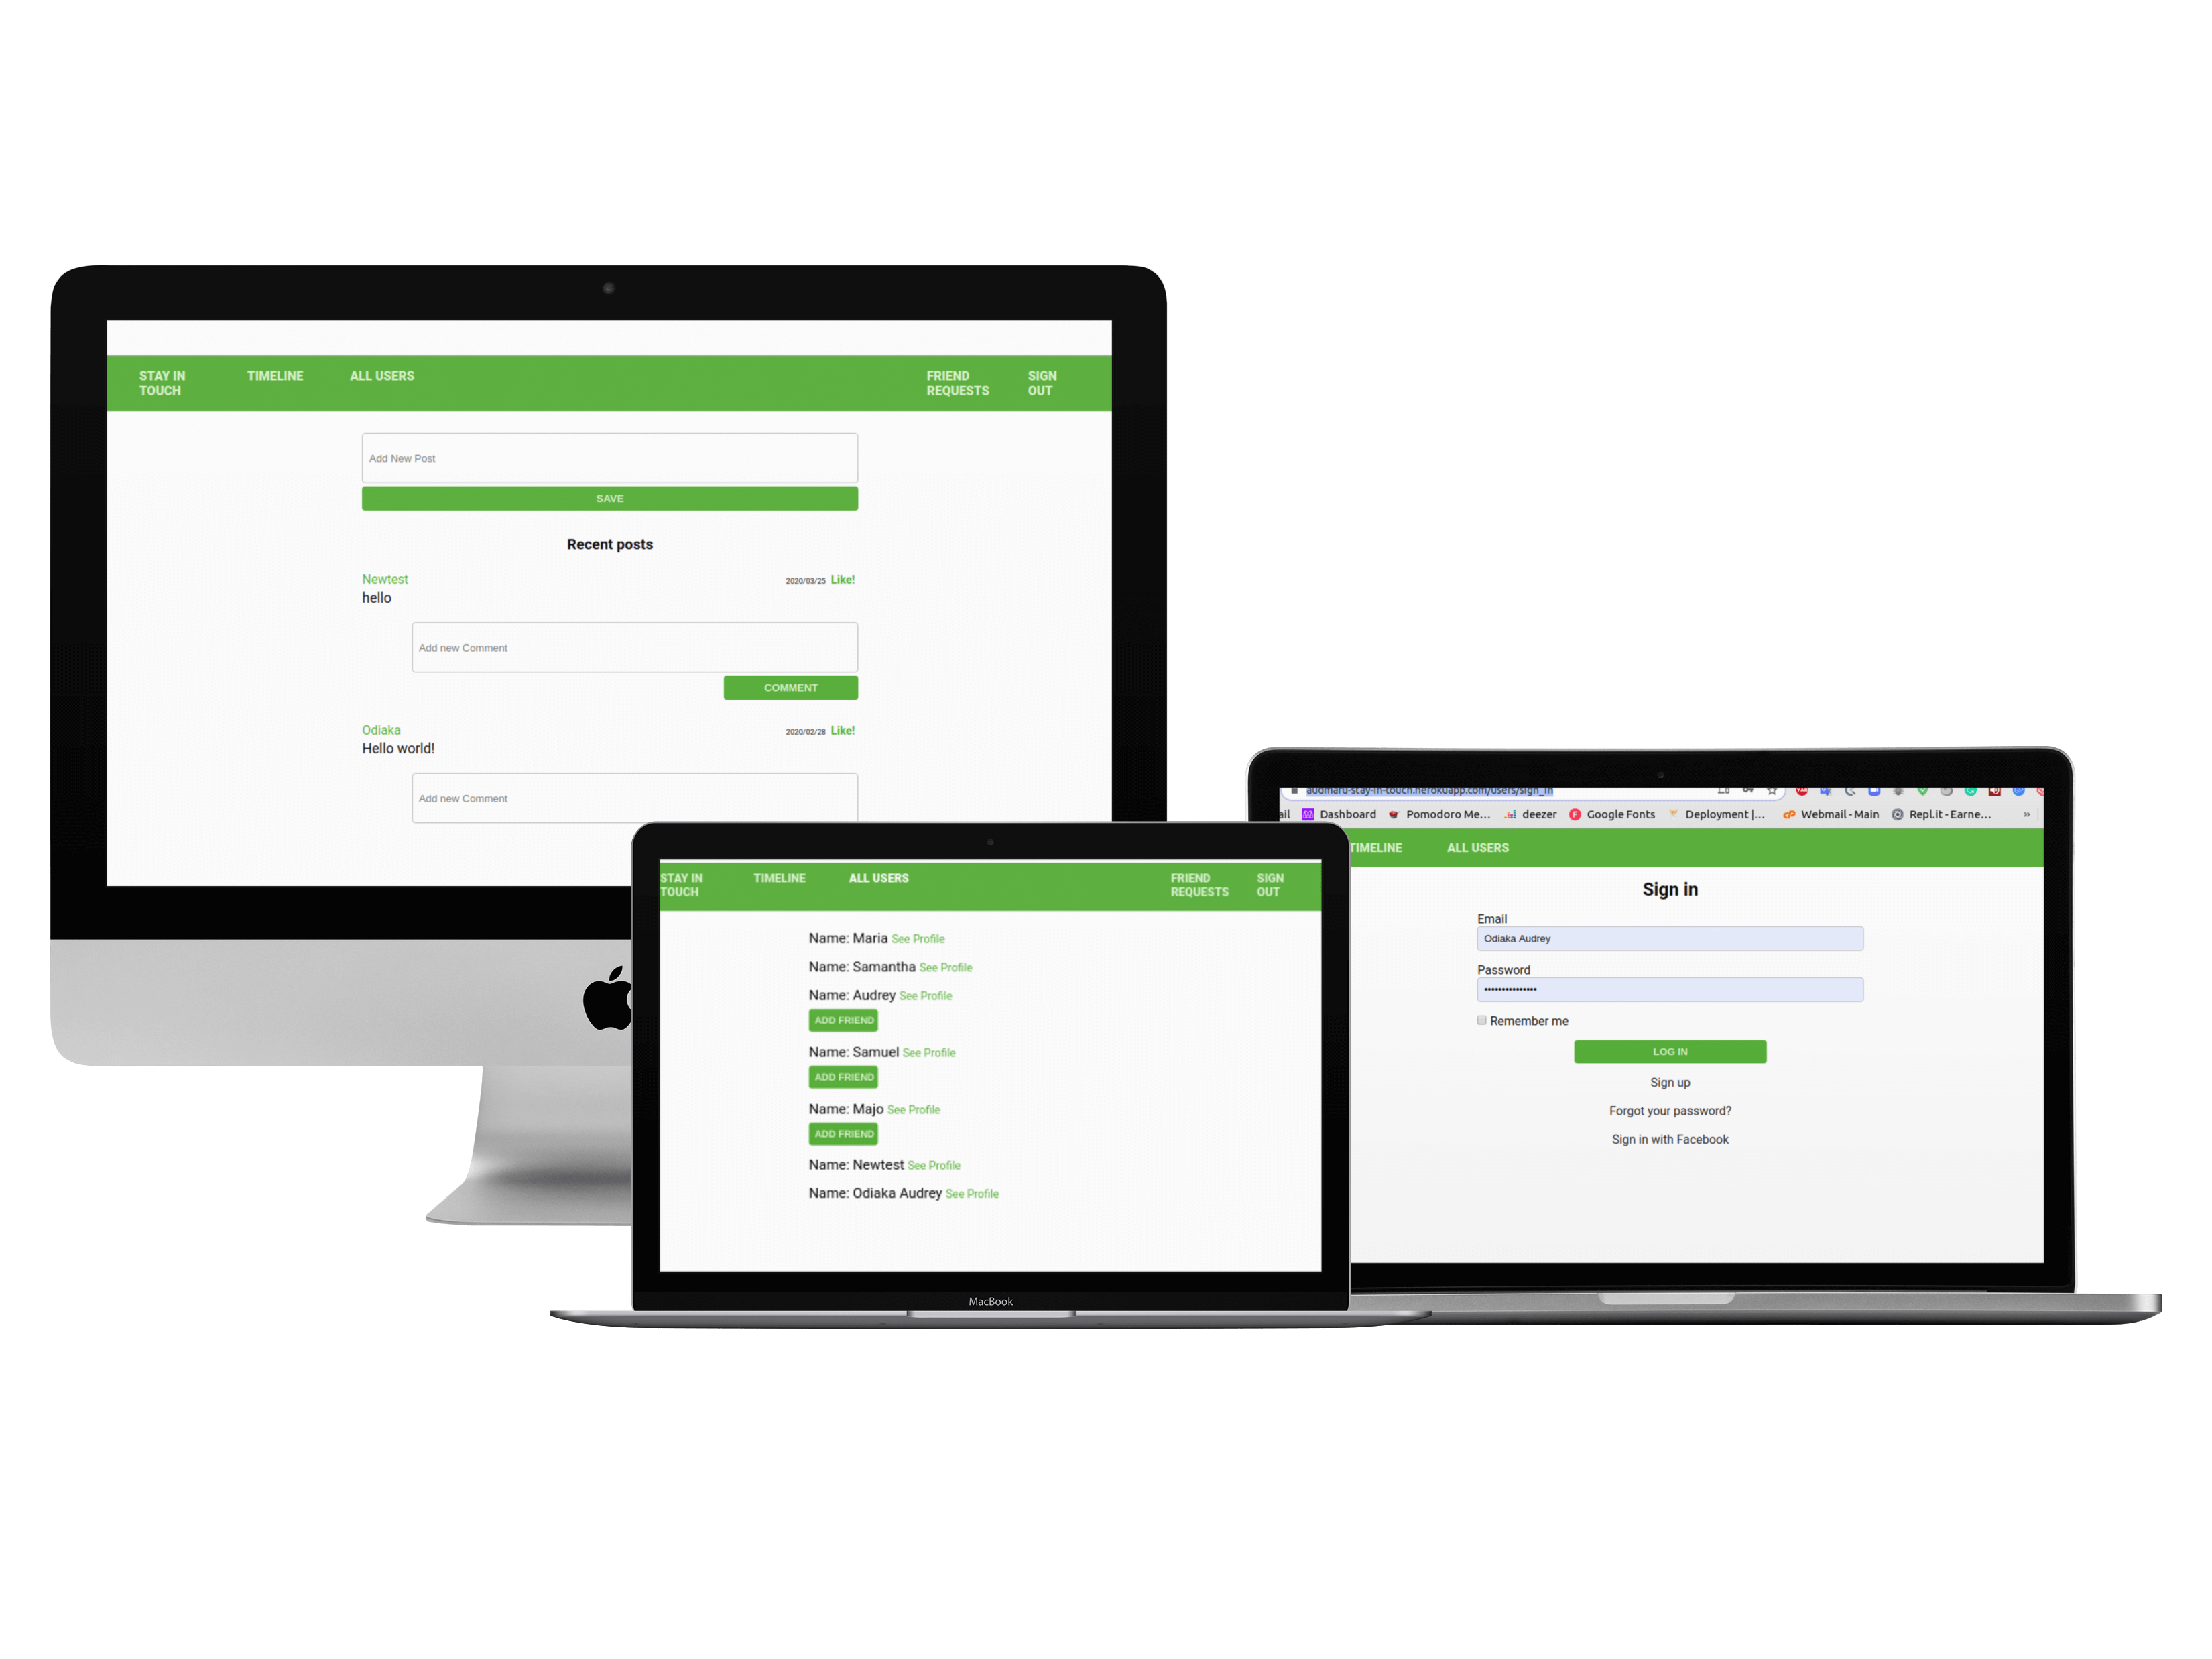 STAY IN
TOUCH
TIMELINE
ALL USERS
FRIEND
REQUESTS
SIGN
OUT
Add New Post
SAVE
Recent posts
Newtest
2020/03/25 Like!
hello
Add new Comment
COMMENT
Odiaka
2020/02/28 Like!
Hello world!
Add new Comment
STAY IN
TOUCH
TIMELINE
ALL USERS
FRIEND
REQUESTS
SIGN
OUT
Name: Maria See Profile
Name: Samantha See Profile
Name: Audrey See Profile
ADD FRIEND
Name: Samuel See Profile
ADD FRIEND
Name: Majo See Profile
ADD FRIEND
Name: Newtest See Profile
Name: Odiaka Audrey See Profile
MacBook
audmaru-stay-in-touch.herokuapp.com/users/sign_in
ail Dashboard Pomodoro Me... deezer Google Fonts Deployment |... Webmail - Main Repl.it - Earne... »
TIMELINE
ALL USERS
Sign in
Email
Odiaka Audrey
Password
Remember me
LOG IN
Sign up
Forgot your password?
Sign in with Facebook